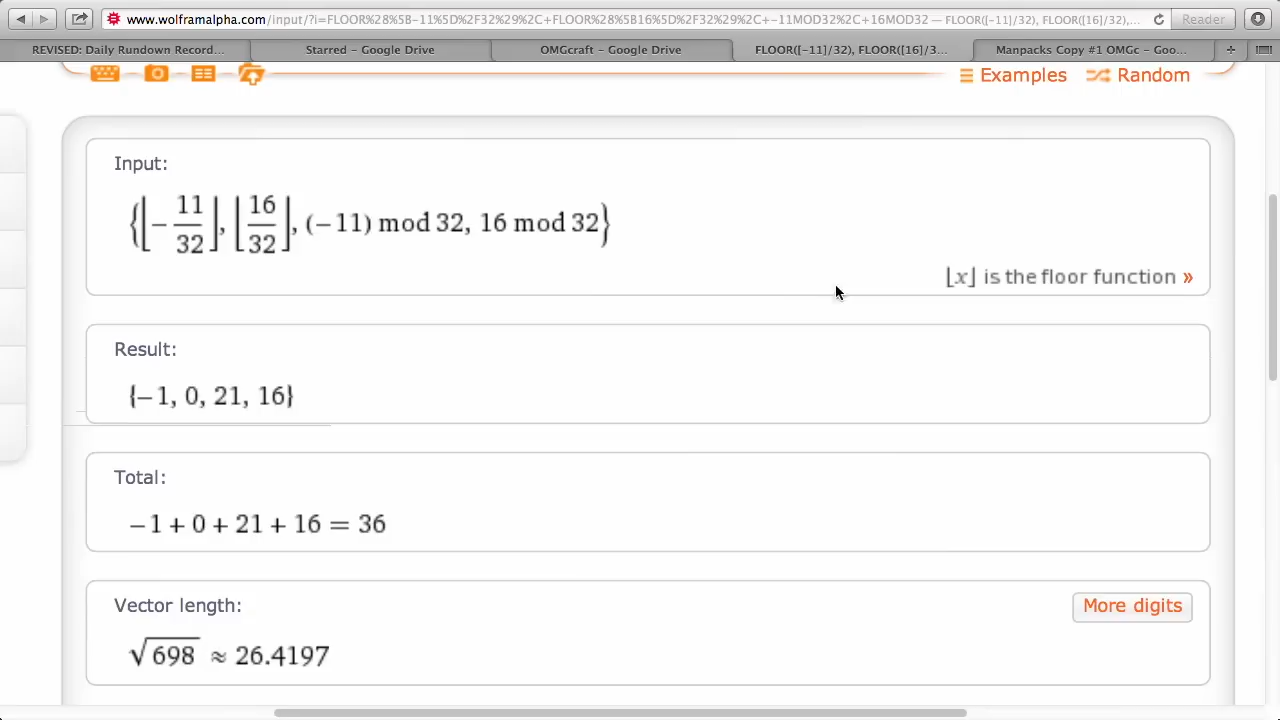 www.wolframalpha.com/input/?i=FLOOR%28%5B-11%5D%2F32%29%2C+FLOOR%28%5B16%5D%2F32%29%2C+-11MOD32%2C+16MOD32 — FLOOR([−11]/32), FLOOR([16]/32),... Reader
REVISED: Daily Rundown Record... Starred – Google Drive OMGcraft – Google Drive FLOOR([−11]/32), FLOOR([16]/3... Manpacks Copy #1 OMGc – Goo... +
Examples Random
Input:
{⌊−11/32⌋, ⌊16/32⌋, (−11) mod 32, 16 mod 32}
⌊x⌋ is the floor function »
Result:
{−1, 0, 21, 16}
Total:
−1 + 0 + 21 + 16 = 36
Vector length:
More digits
√698 ≈ 26.4197